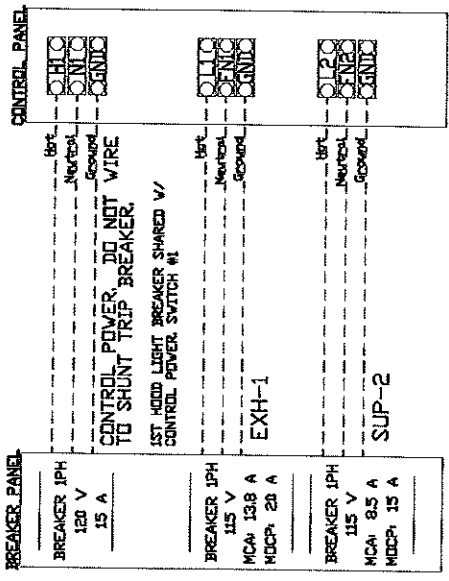 BREAKER PANEL
CONTROL PANEL
BREAKER 1PH
120 V
15 A
Hot
Neutral
Ground
H1
N1
GND
CONTROL POWER. DO NOT WIRE
TO SHUNT TRIP BREAKER.
1ST HOOD LIGHT BREAKER SHARED W/
CONTROL POWER. SWITCH #1
BREAKER 1PH
115 V
MCA: 13.8 A
MOCP: 20 A
EXH-1
Hot
Neutral
Ground
L1
FN1
GND
BREAKER 1PH
115 V
MCA: 8.5 A
MOCP: 15 A
SUP-2
Hot
Neutral
Ground
L2
FN2
GND